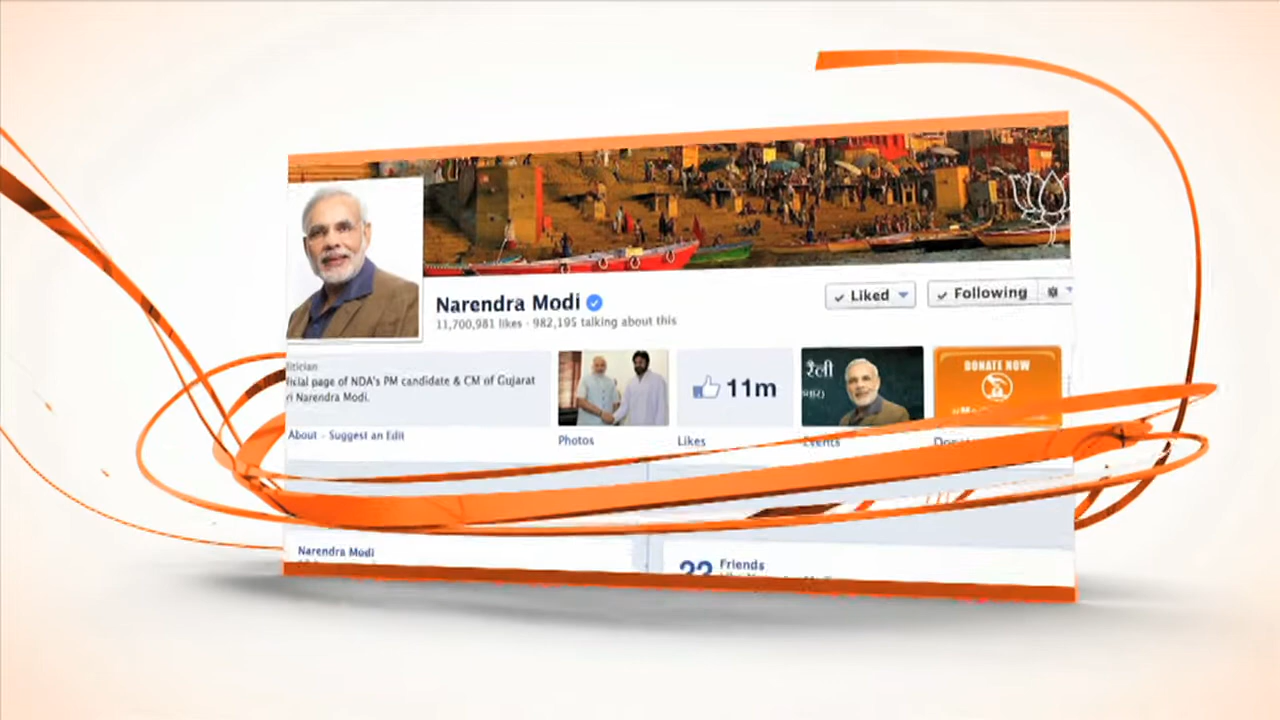 Narendra Modi
11,700,981 likes · 982,195 talking about this
Liked
Following
litician
ficial page of NDA's PM candidate & CM of Gujarat
ri Narendra Modi.
About - Suggest an Edit
Photos
11m
Likes
रैली
Events
DONATE NOW
Narendra Modi
Friends